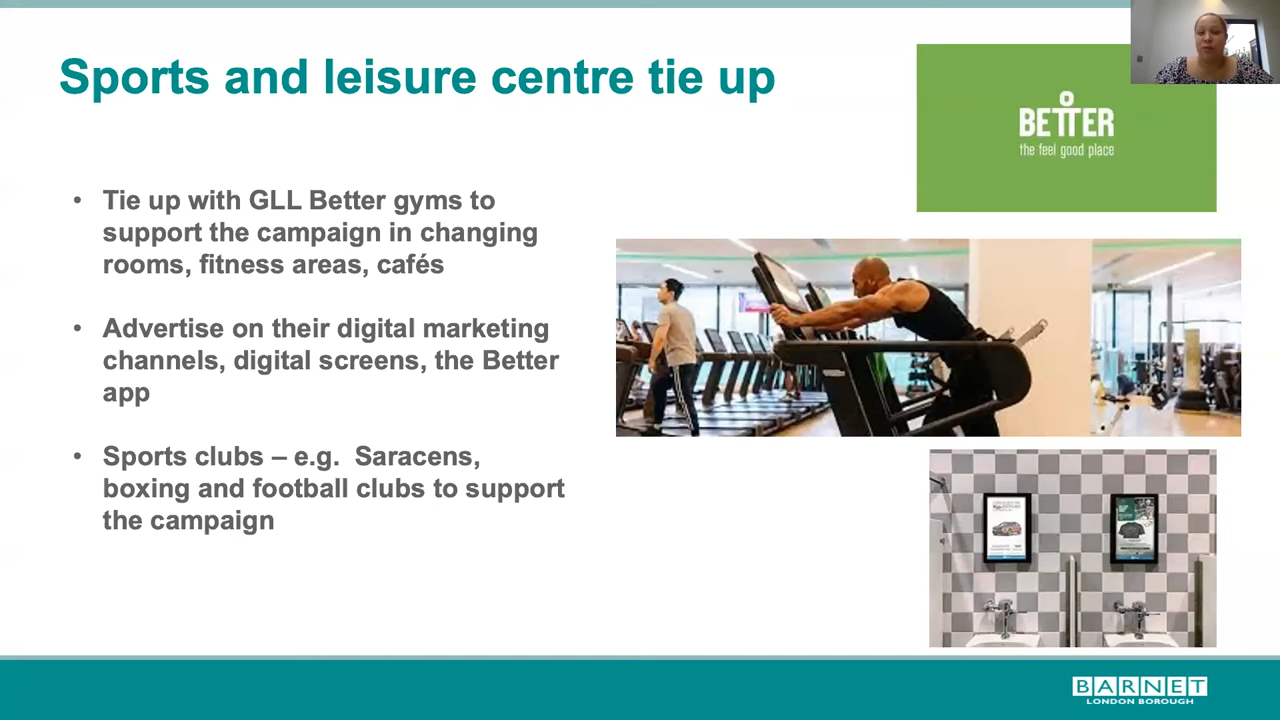 Sports and leisure centre tie up
BETTER
the feel good place
• Tie up with GLL Better gyms to
support the campaign in changing
rooms, fitness areas, cafés
• Advertise on their digital marketing
channels, digital screens, the Better
app
• Sports clubs – e.g. Saracens,
boxing and football clubs to support
the campaign
BARNET
LONDON BOROUGH